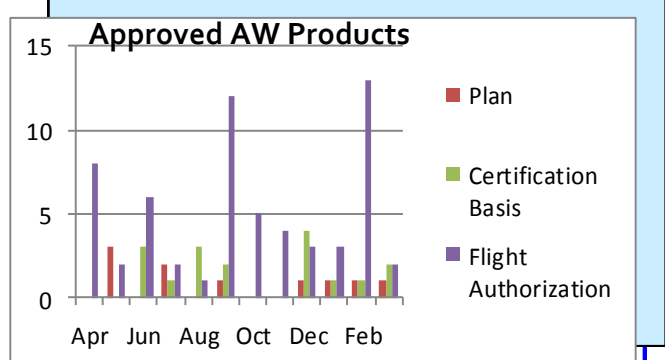 Approved AW Products
15
10
5
0
Apr Jun Aug Oct Dec Feb
Plan
Certification
Basis
Flight
Authorization